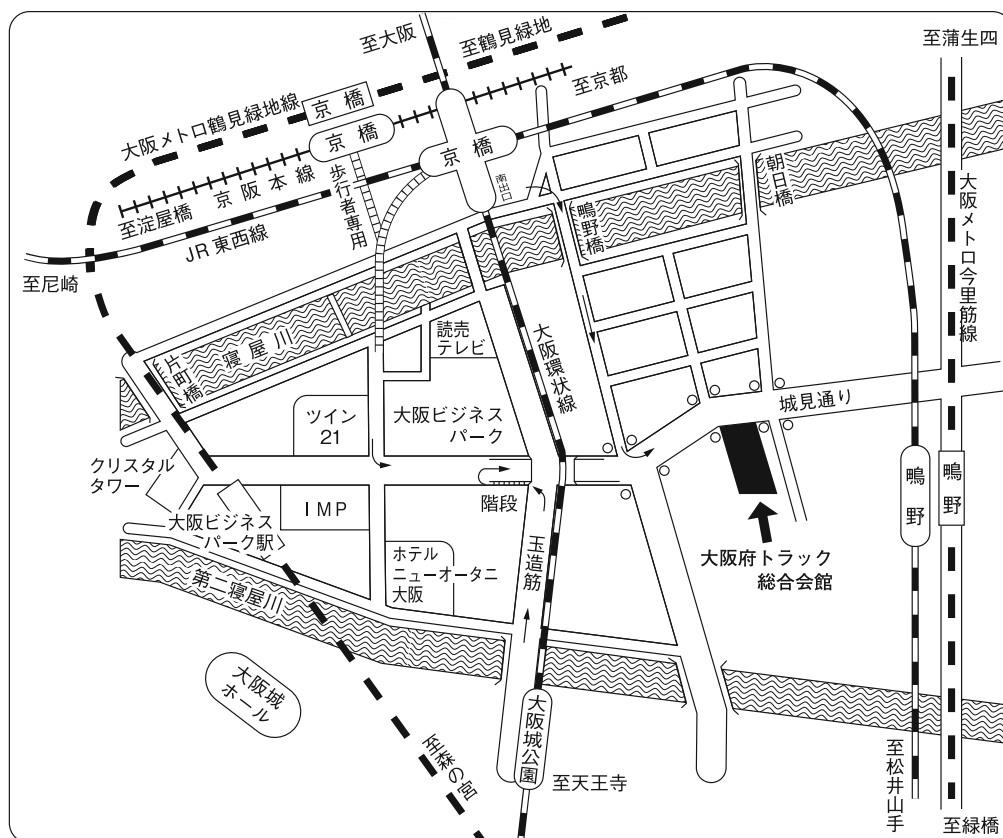 至大阪
至鶴見緑地
至蒲生四
大阪メトロ鶴見緑地線
京橋
至京都
京橋
京橋
至淀屋橋
京阪本線
歩行者専用
南出口
JR東西線
至尼崎
鴫野橋
朝日橋
大阪メトロ今里筋線
片町橋
寝屋川
読売
テレビ
大阪環状線
ツイン
21
大阪ビジネス
パーク
城見通り
クリスタル
タワー
階段
IMP
大阪ビジネス
パーク駅
鴫野
鴫野
ホテル
ニューオータニ
大阪
玉造筋
大阪府トラック
総合会館
第二寝屋川
大阪城
ホール
至森の宮
大阪城公園
至天王寺
至松井山手
至緑橋